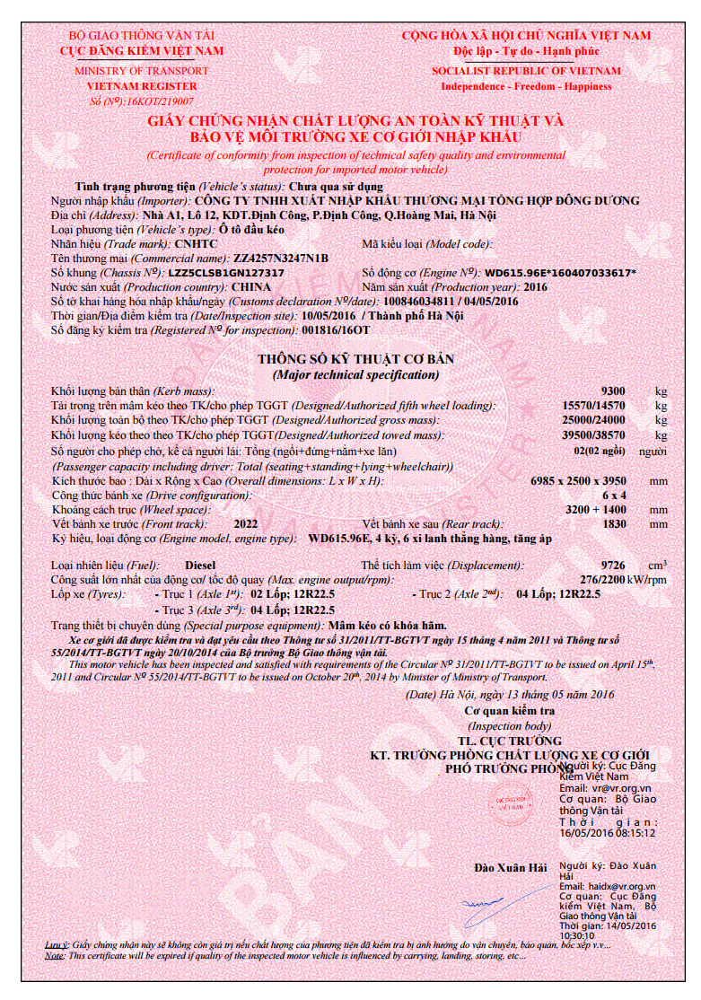 BỘ GIAO THÔNG VẬN TẢI
CỤC ĐĂNG KIỂM VIỆT NAM
MINISTRY OF TRANSPORT
VIETNAM REGISTER
Số (Nº):16KOT/219007
CỘNG HÒA XÃ HỘI CHỦ NGHĨA VIỆT NAM
Độc lập - Tự do - Hạnh phúc
SOCIALIST REPUBLIC OF VIETNAM
Independence - Freedom - Happiness
GIẤY CHỨNG NHẬN CHẤT LƯỢNG AN TOÀN KỸ THUẬT VÀ
BẢO VỆ MÔI TRƯỜNG XE CƠ GIỚI NHẬP KHẨU
(Certificate of conformity from inspection of technical safety quality and environmental
protection for imported motor vehicle)
Tình trạng phương tiện (Vehicle's status): Chưa qua sử dụng
Người nhập khẩu (Importer): CÔNG TY TNHH XUẤT NHẬP KHẨU THƯƠNG MẠI TỔNG HỢP ĐÔNG DƯƠNG
Địa chỉ (Address): Nhà A1, Lô 12, KDT.Định Công, P.Định Công, Q.Hoàng Mai, Hà Nội
Loại phương tiện (Vehicle's type): Ô tô đầu kéo
Nhãn hiệu (Trade mark): CNHTC Mã kiểu loại (Model code):
Tên thương mại (Commercial name): ZZ4257N3247N1B
Số khung (Chassis Nº): LZZ5CLSB1GN127317 Số động cơ (Engine Nº): WD615.96E*160407033617*
Nước sản xuất (Production country): CHINA Năm sản xuất (Production year): 2016
Số tờ khai hàng hóa nhập khẩu/ngày (Customs declaration Nº/date): 100846034811 / 04/05/2016
Thời gian/Địa điểm kiểm tra (Date/Inspection site): 10/05/2016 / Thành phố Hà Nội
Số đăng ký kiểm tra (Registered Nº for inspection): 001816/16OT
THÔNG SỐ KỸ THUẬT CƠ BẢN
(Major technical specification)
Khối lượng bản thân (Kerb mass): 9300 kg
Tải trọng trên mâm kéo theo TK/cho phép TGGT (Designed/Authorized fifth wheel loading): 15570/14570 kg
Khối lượng toàn bộ theo TK/cho phép TGGT (Designed/Authorized gross mass): 25000/24000 kg
Khối lượng kéo theo theo TK/cho phép TGGT(Designed/Authorized towed mass): 39500/38570 kg
Số người cho phép chở, kể cả người lái: Tổng (ngồi+đứng+nằm+xe lăn) 02(02 ngồi) người
(Passenger capacity including driver: Total (seating+standing+lying+wheelchair))
Kích thước bao : Dài x Rộng x Cao (Overall dimensions: L x W x H): 6985 x 2500 x 3950 mm
Công thức bánh xe (Drive configuration): 6 x 4
Khoảng cách trục (Wheel space): 3200 + 1400 mm
Vết bánh xe trước (Front track): 2022 Vết bánh xe sau (Rear track): 1830 mm
Ký hiệu, loại động cơ (Engine model, engine type): WD615.96E, 4 kỳ, 6 xi lanh thẳng hàng, tăng áp
Loại nhiên liệu (Fuel): Diesel Thể tích làm việc (Displacement): 9726 cm³
Công suất lớn nhất của động cơ/ tốc độ quay (Max. engine output/rpm): 276/2200 kW/rpm
Lốp xe (Tyres): - Trục 1 (Axle 1st): 02 Lốp; 12R22.5 - Trục 2 (Axle 2nd): 04 Lốp; 12R22.5
- Trục 3 (Axle 3rd): 04 Lốp; 12R22.5
Trang thiết bị chuyên dùng (Special purpose equipment): Mâm kéo có khóa hãm.
Xe cơ giới đã được kiểm tra và đạt yêu cầu theo Thông tư số 31/2011/TT-BGTVT ngày 15 tháng 4 năm 2011 và Thông tư số
55/2014/TT-BGTVT ngày 20/10/2014 của Bộ trưởng Bộ Giao thông vận tải.
This motor vehicle has been inspected and satisfied with requirements of the Circular Nº 31/2011/TT-BGTVT to be issued on April 15th,
2011 and Circular Nº 55/2014/TT-BGTVT to be issued on October 20th, 2014 by Minister of Ministry of Transport.
(Date) Hà Nội, ngày 13 tháng 05 năm 2016
Cơ quan kiểm tra
(Inspection body)
TL. CỤC TRƯỞNG
KT. TRƯỞNG PHÒNG CHẤT LƯỢNG XE CƠ GIỚI
PHÓ TRƯỞNG PHÒNG
Người ký: Cục Đăng
Kiểm Việt Nam
Email: vr@vr.org.vn
Cơ quan: Bộ Giao
thông Vận tải
Thời gian:
16/05/2016 08:15:12
CỤC ĐĂNG KIỂM
VIỆT NAM
Đào Xuân Hải
Người ký: Đào Xuân
Hải
Email: haidx@vr.org.vn
Cơ quan: Cục Đăng
kiểm Việt Nam, Bộ
Giao thông Vận tải
Thời gian: 14/05/2016
10:30:10
Lưu ý: Giấy chứng nhận này sẽ không còn giá trị nếu chất lượng của phương tiện đã kiểm tra bị ảnh hưởng do vận chuyển, bảo quản, bốc xếp v.v...
Note: This certificate will be expired if quality of the inspected motor vehicle is influenced by carrying, landing, storing, etc...